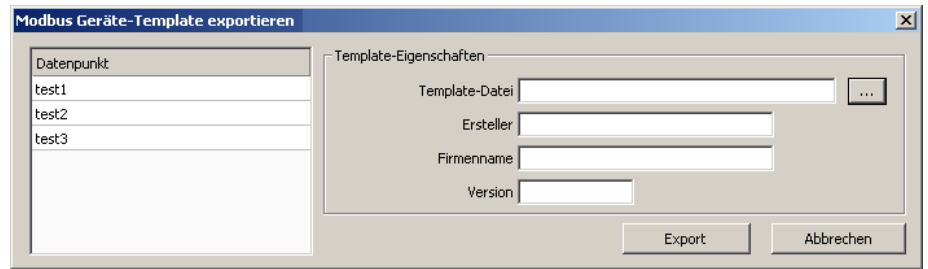 Modbus Geräte-Template exportieren
Datenpunkt
test1
test2
test3
Template-Eigenschaften
Template-Datei
...
Ersteller
Firmenname
Version
Export
Abbrechen